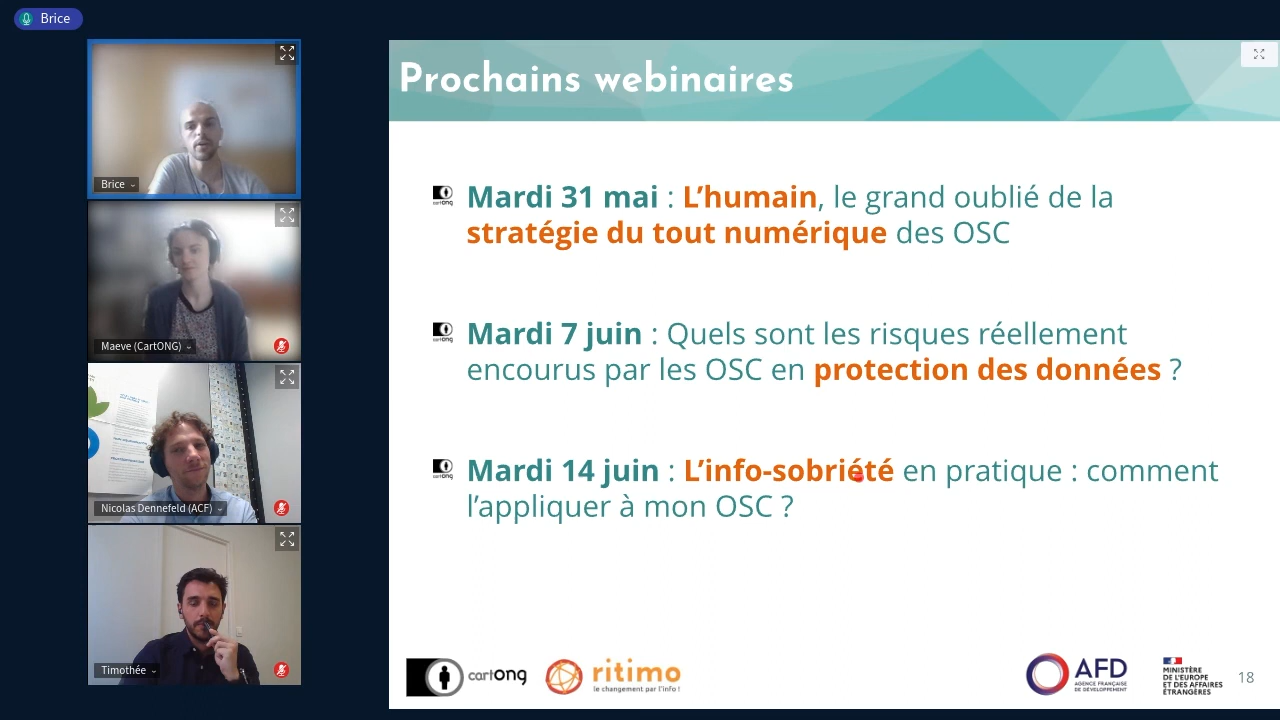 Brice
Brice
Maeve (CartONG)
Nicolas Dennefeld (ACF)
Timothée
Prochains webinaires
Mardi 31 mai : L’humain, le grand oublié de la
stratégie du tout numérique des OSC
Mardi 7 juin : Quels sont les risques réellement
encourus par les OSC en protection des données ?
Mardi 14 juin : L’info-sobriété en pratique : comment
l’appliquer à mon OSC ?
cartONG
ritimo
le changement par l'info !
AFD
AGENCE FRANÇAISE
DE DÉVELOPPEMENT
MINISTÈRE
DE L'EUROPE
ET DES AFFAIRES
ÉTRANGÈRES
18